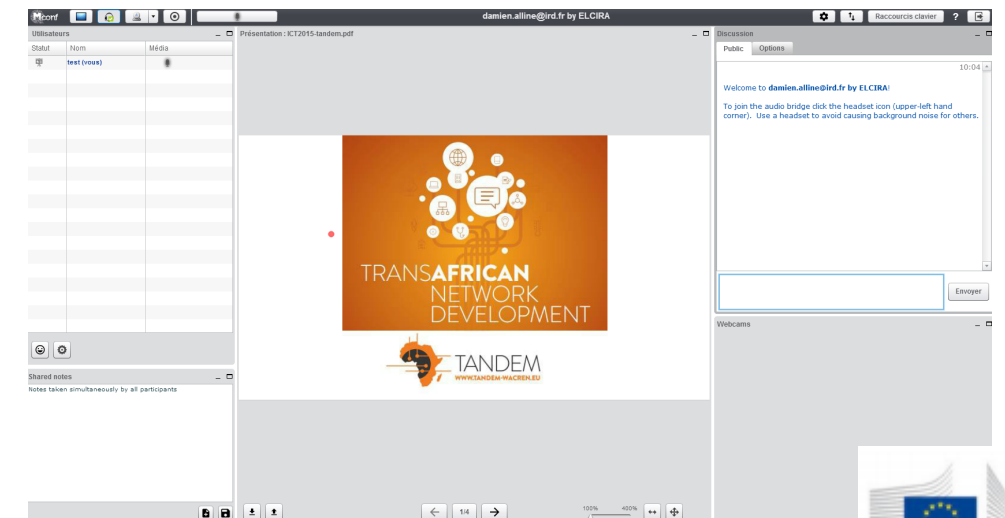 Mconf
damien.alline@ird.fr by ELCIRA
Raccourcis clavier
?
Utilisateurs
Statut Nom Média
test (vous)
Shared notes
Notes taken simultaneously by all participants
Présentation : ICT2015-tandem.pdf
TRANSAFRICAN
NETWORK
DEVELOPMENT
TANDEM
WWW.TANDEM-WACREN.EU
1/4
100% 400%
Discussion
Public Options
10:04
Welcome to damien.alline@ird.fr by ELCIRA!
To join the audio bridge click the headset icon (upper-left hand
corner). Use a headset to avoid causing background noise for others.
Envoyer
Webcams